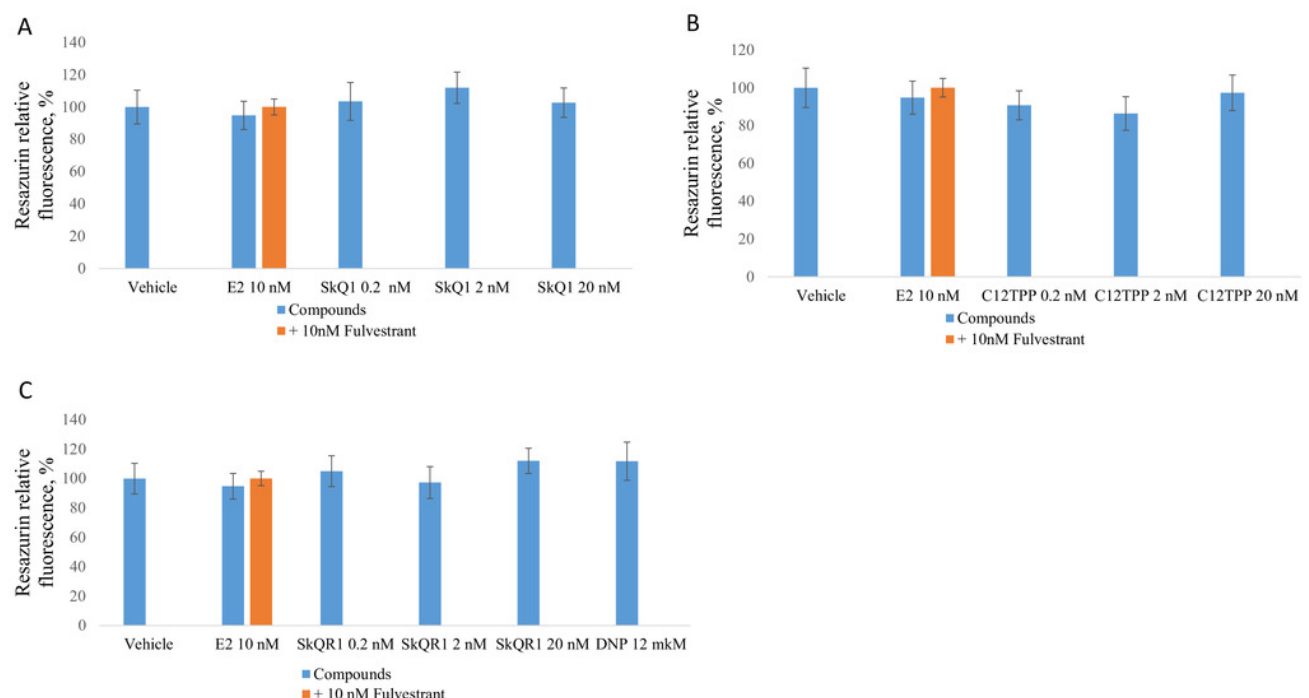 A
Resazurin relative
fluorescence, %
140
120
100
80
60
40
20
0
Vehicle
E2 10 nM
SkQ1 0.2 nM
SkQ1 2 nM
SkQ1 20 nM
Compounds
+ 10nM Fulvestrant
B
Resazurin relative
fluorescence, %
120
100
80
60
40
20
0
Vehicle
E2 10 nM
C12TPP 0.2 nM
C12TPP 2 nM
C12TPP 20 nM
Compounds
+ 10nM Fulvestrant
C
Resazurin relative
fluorescence, %
140
120
100
80
60
40
20
0
Vehicle
E2 10 nM
SkQR1 0.2 nM
SkQR1 2 nM
SkQR1 20 nM
DNP 12 mkM
Compounds
+ 10 nM Fulvestrant